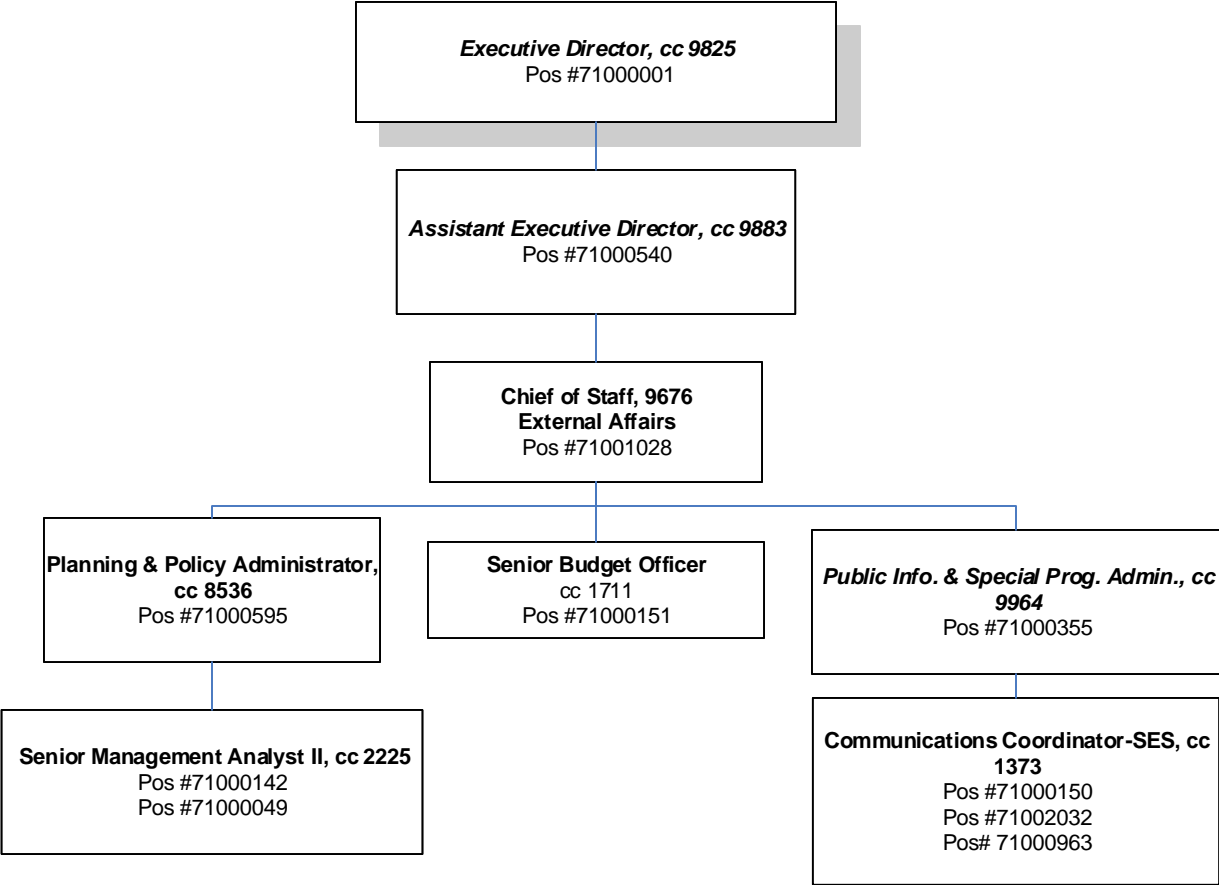 Executive Director, cc 9825
Pos #71000001
Assistant Executive Director, cc 9883
Pos #71000540
Chief of Staff, 9676
External Affairs
Pos #71001028
Planning & Policy Administrator,
cc 8536
Pos #71000595
Senior Budget Officer
cc 1711
Pos #71000151
Public Info. & Special Prog. Admin., cc
9964
Pos #71000355
Senior Management Analyst II, cc 2225
Pos #71000142
Pos #71000049
Communications Coordinator-SES, cc
1373
Pos #71000150
Pos #71002032
Pos# 71000963